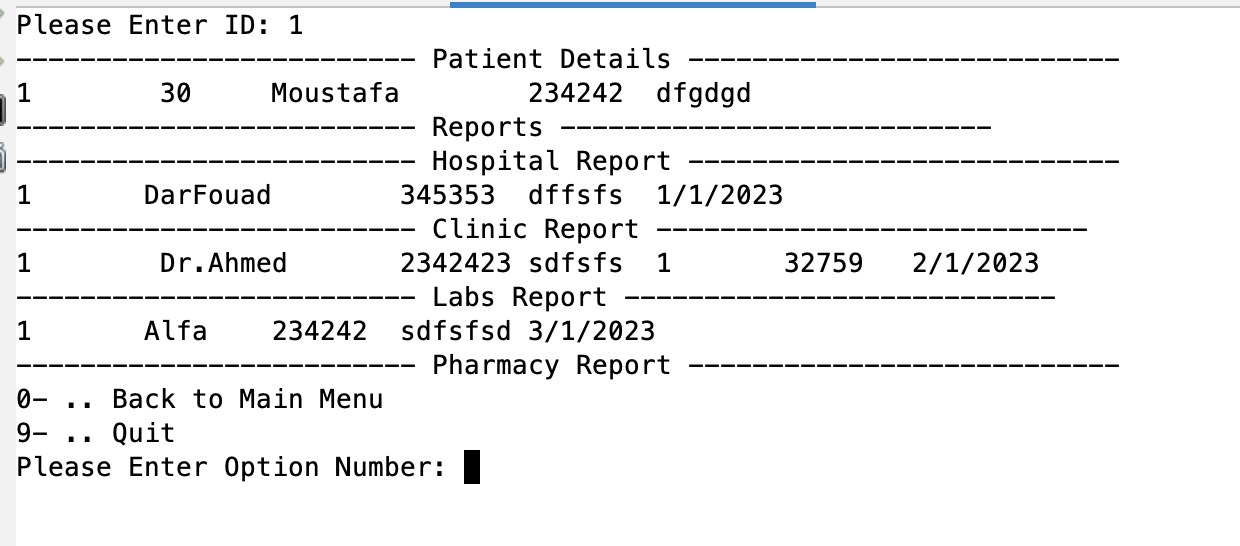 Please Enter ID: 1
------------------------- Patient Details ---------------------------
1        30     Moustafa        234242  dfgdgd
------------------------- Reports ---------------------------
------------------------- Hospital Report ---------------------------
1       DarFouad        345353  dffsfs  1/1/2023
------------------------- Clinic Report ---------------------------
1        Dr.Ahmed       2342423 sdfsfs  1       32759   2/1/2023
------------------------- Labs Report ---------------------------
1       Alfa    234242  sdfsfsd 3/1/2023
------------------------- Pharmacy Report ---------------------------
0- .. Back to Main Menu
9- .. Quit
Please Enter Option Number: